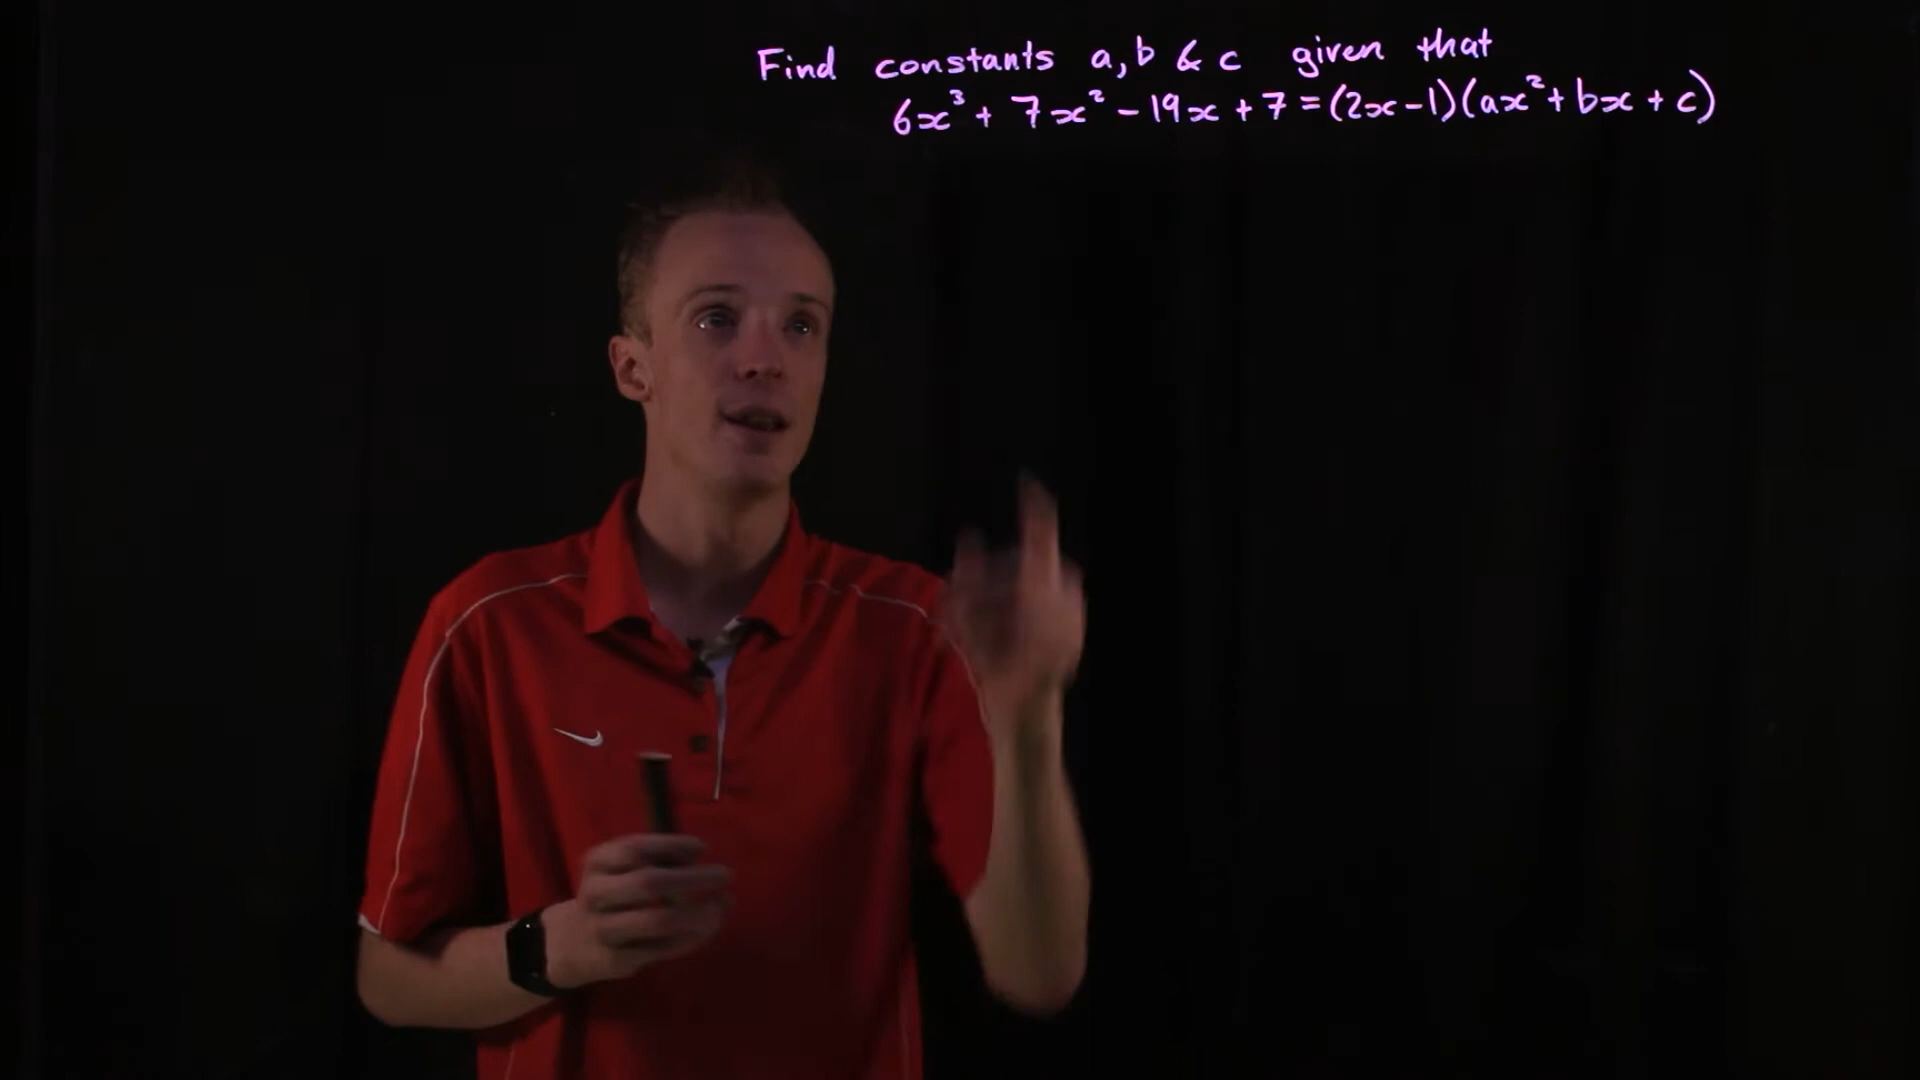 Find constants a, b & c given that
6x³ + 7x² - 19x + 7 = (2x-1)(ax² + bx + c)